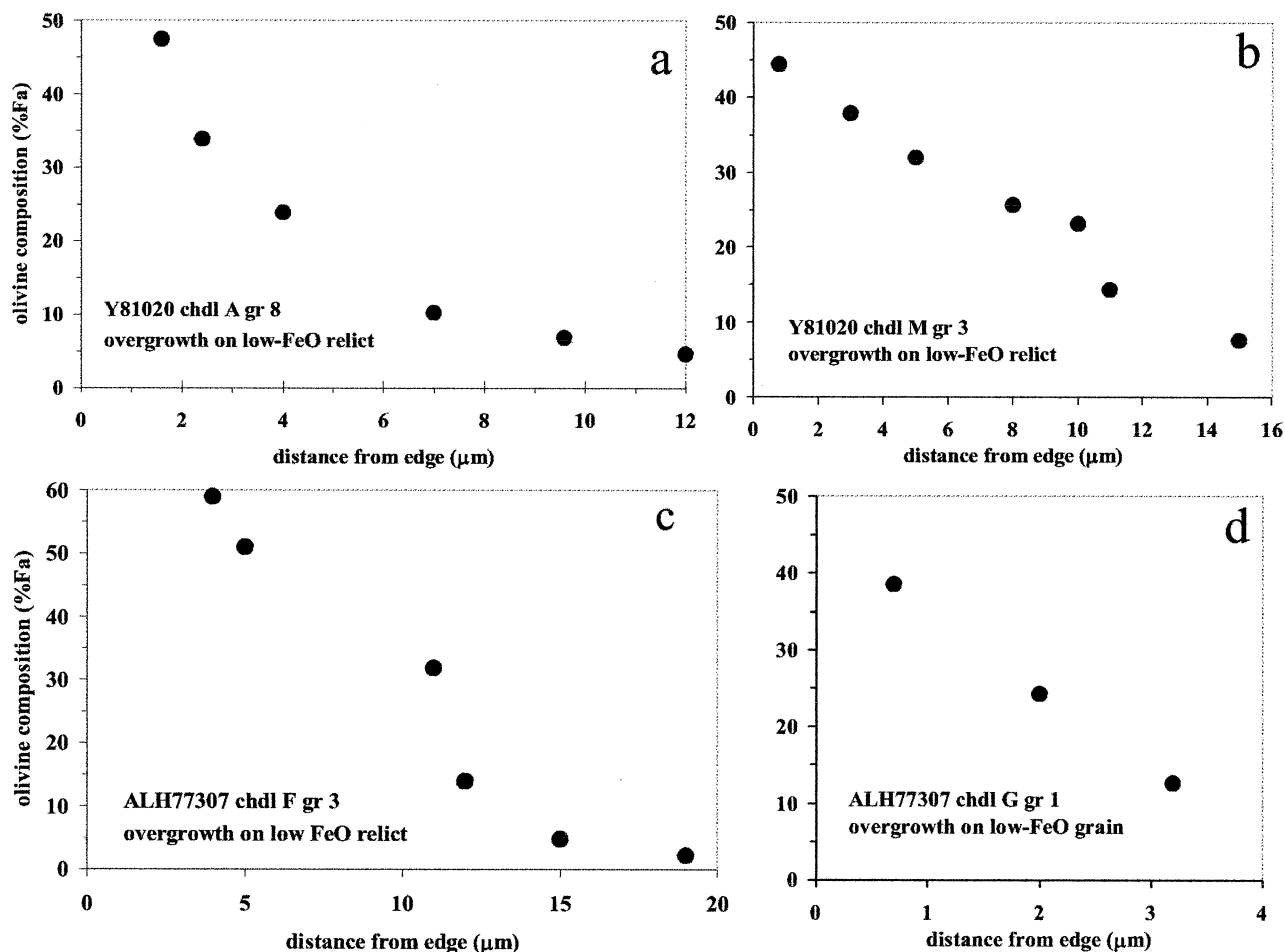 a
olivine composition (%Fa)
50
40
30
20
10
0
Y81020 chdl A gr 8
overgrowth on low-FeO relict
0 2 4 6 8 10 12
distance from edge (μm)
b
50
45
40
35
30
25
20
15
10
5
0
Y81020 chdl M gr 3
overgrowth on low-FeO relict
0 2 4 6 8 10 12 14 16
distance from edge (μm)
c
olivine composition (%Fa)
60
50
40
30
20
10
0
ALH77307 chdl F gr 3
overgrowth on low FeO relict
0 5 10 15 20
distance from edge (μm)
d
50
40
30
20
10
0
ALH77307 chdl G gr 1
overgrowth on low-FeO grain
0 1 2 3 4
distance from edge (μm)